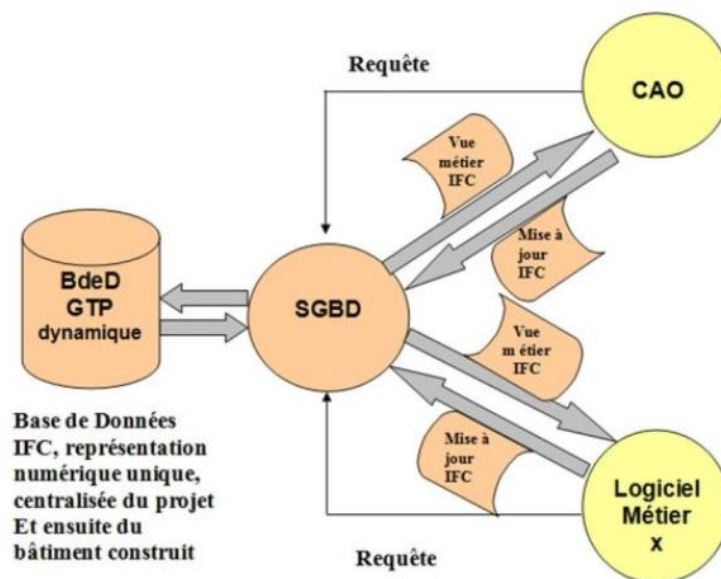 Requête
CAO
Vue
métier
IFC
Mise à
jour
IFC
BdeD
GTP
dynamique
SGBD
Vue
m étier
IFC
Base de Données
IFC, représentation
numérique unique,
centralisée du projet
Et ensuite du
bâtiment construit
Mise à
jour
IFC
Logiciel
Métier
x
Requête